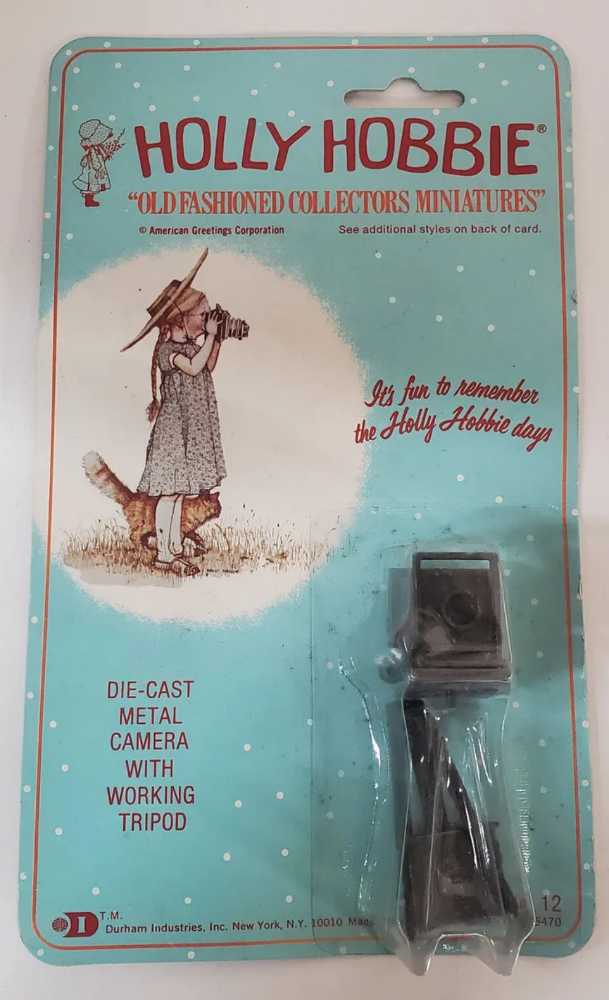 HOLLY HOBBIE®
"OLD FASHIONED COLLECTORS MINIATURES"
© American Greetings Corporation
See additional styles on back of card.
It's fun to remember
the Holly Hobbie days
DIE-CAST
METAL
CAMERA
WITH
WORKING
TRIPOD
T.M.
12
Durham Industries, Inc. New York, N.Y. 10010
5470